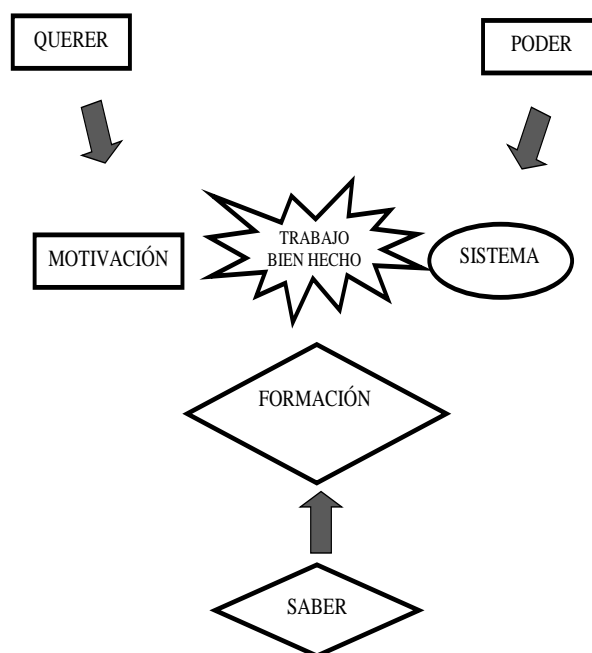 QUERER
PODER
TRABAJO
BIEN HECHO
MOTIVACIÓN
SISTEMA
FORMACIÓN
SABER